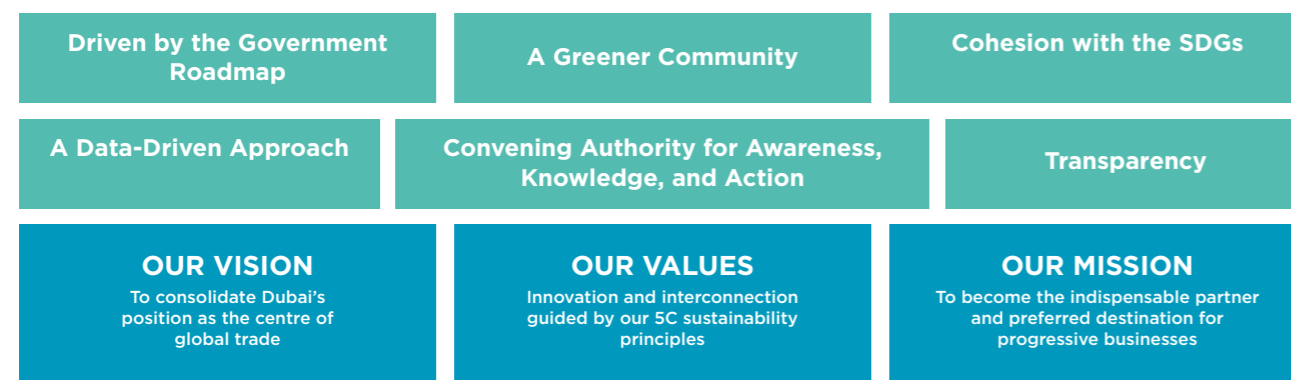 Driven by the Government
Roadmap
A Greener Community
Cohesion with the SDGs
A Data-Driven Approach
Convening Authority for Awareness,
Knowledge, and Action
Transparency
OUR VISION
To consolidate Dubai's
position as the centre of
global trade
OUR VALUES
Innovation and interconnection
guided by our 5C sustainability
principles
OUR MISSION
To become the indispensable partner
and preferred destination for
progressive businesses